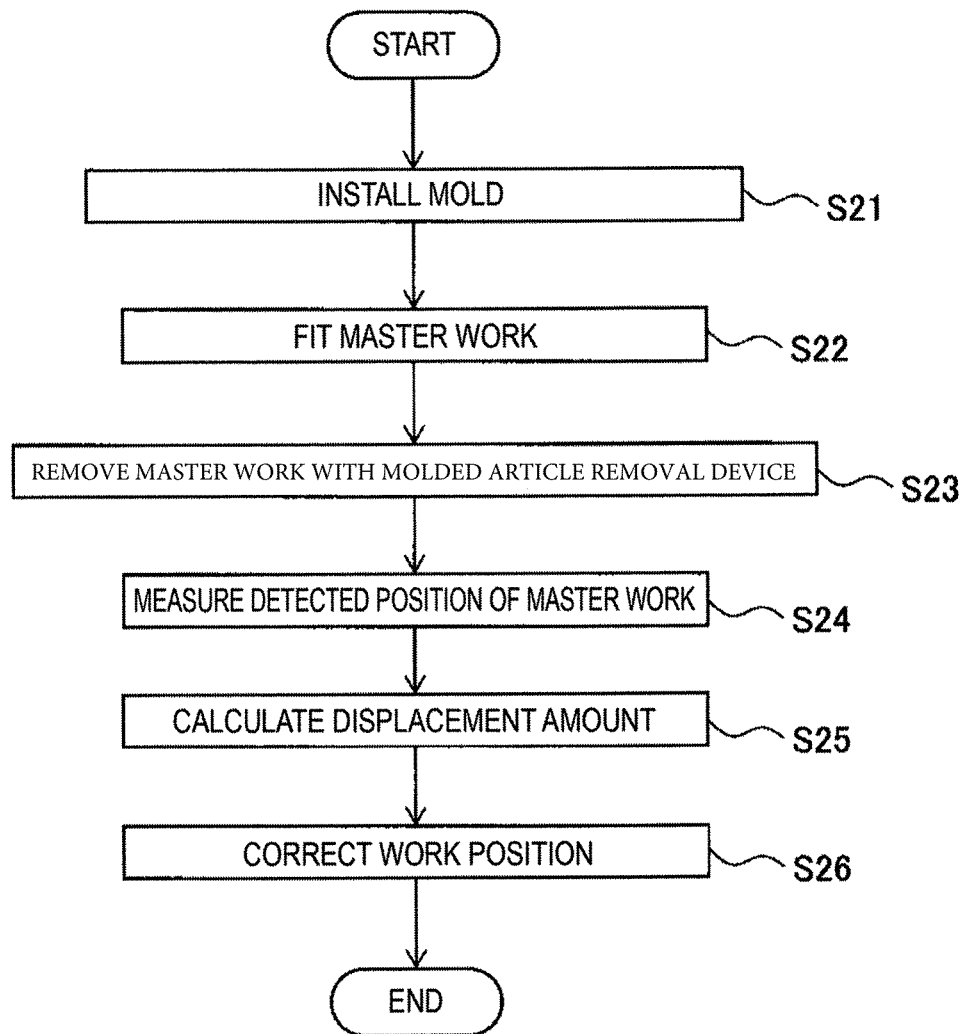 START
INSTALL MOLD
S21
FIT MASTER WORK
S22
REMOVE MASTER WORK WITH MOLDED ARTICLE REMOVAL DEVICE
S23
MEASURE DETECTED POSITION OF MASTER WORK
S24
CALCULATE DISPLACEMENT AMOUNT
S25
CORRECT WORK POSITION
S26
END